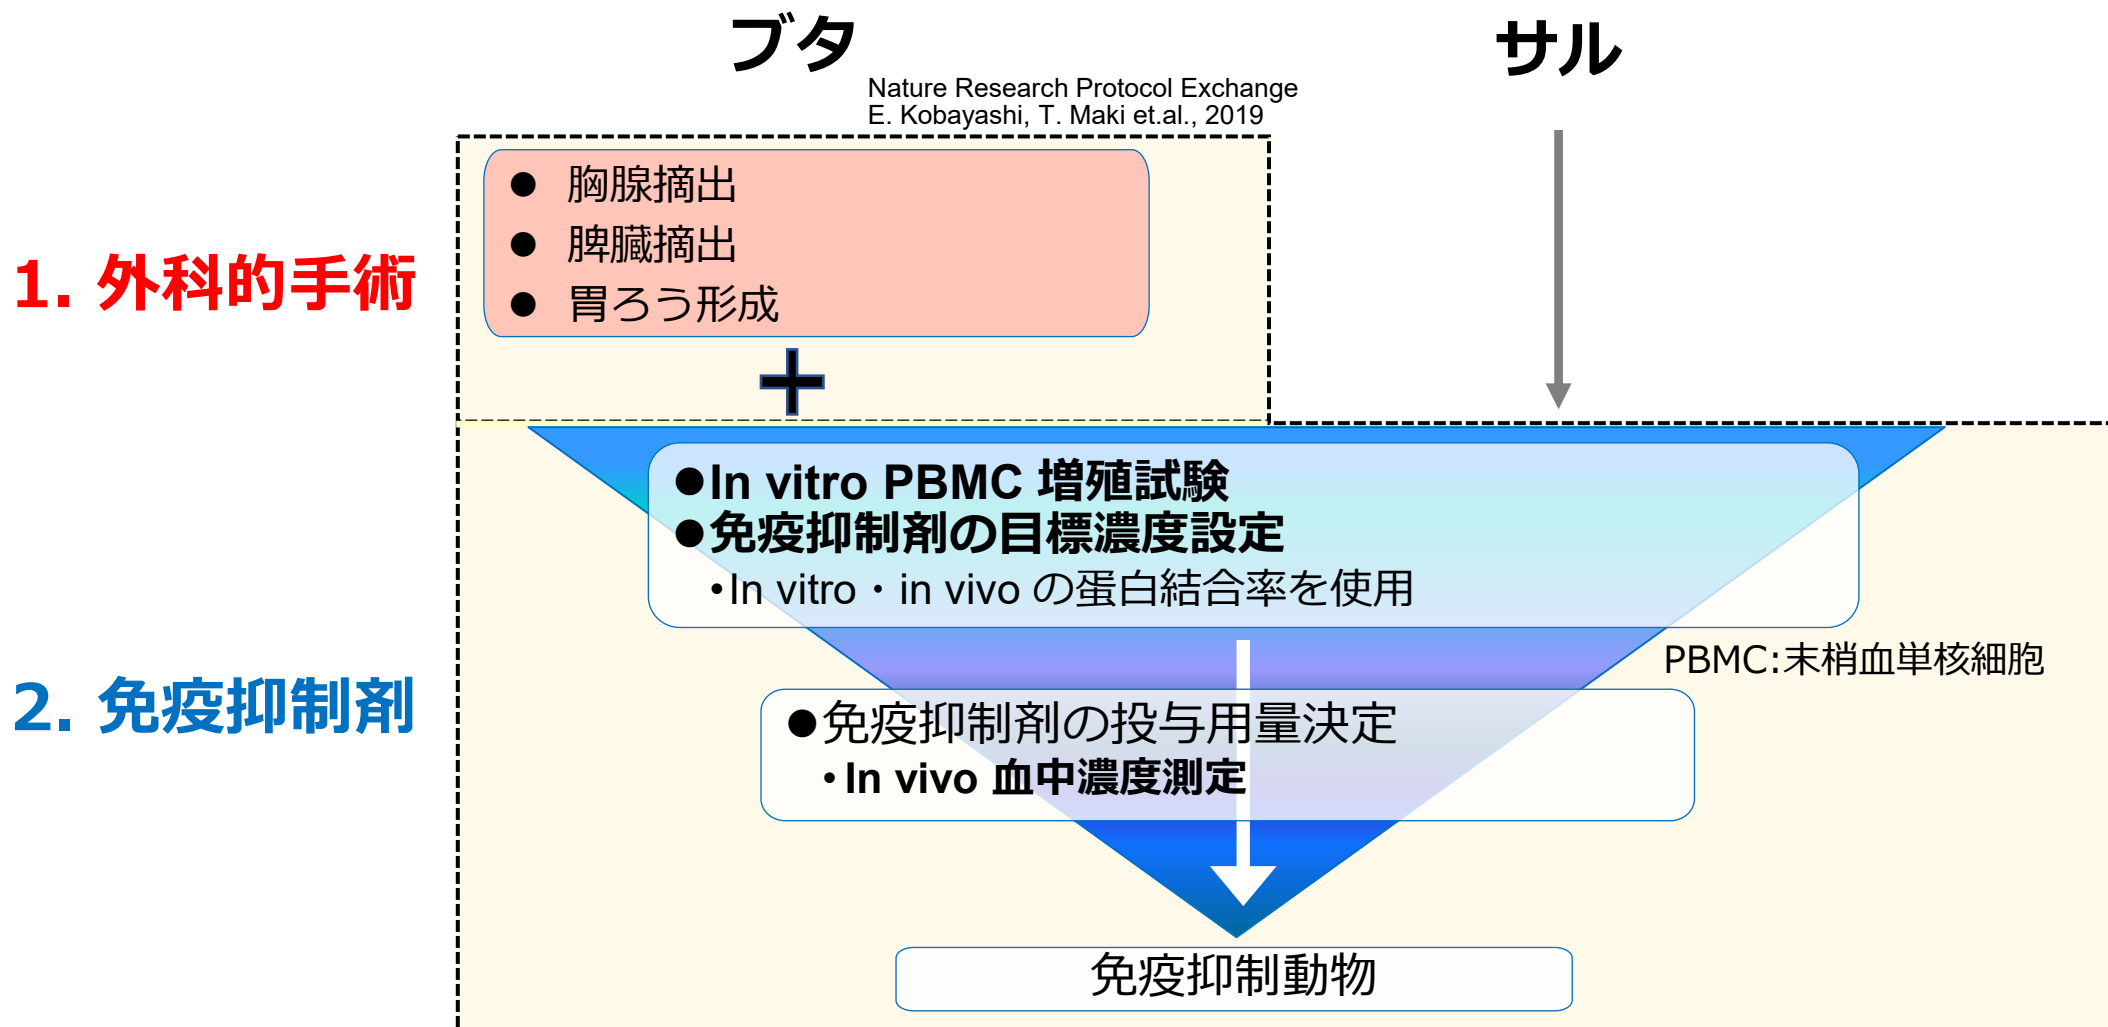 ブタ
サル
Nature Research Protocol Exchange
E. Kobayashi, T. Maki et.al., 2019
1. 外科的手術
● 胸腺摘出
● 脾臓摘出
● 胃ろう形成
+
2. 免疫抑制剤
●In vitro PBMC 増殖試験
●免疫抑制剤の目標濃度設定
•In vitro・in vivo の蛋白結合率を使用
PBMC:末梢血単核細胞
●免疫抑制剤の投与用量決定
•In vivo 血中濃度測定
免疫抑制動物